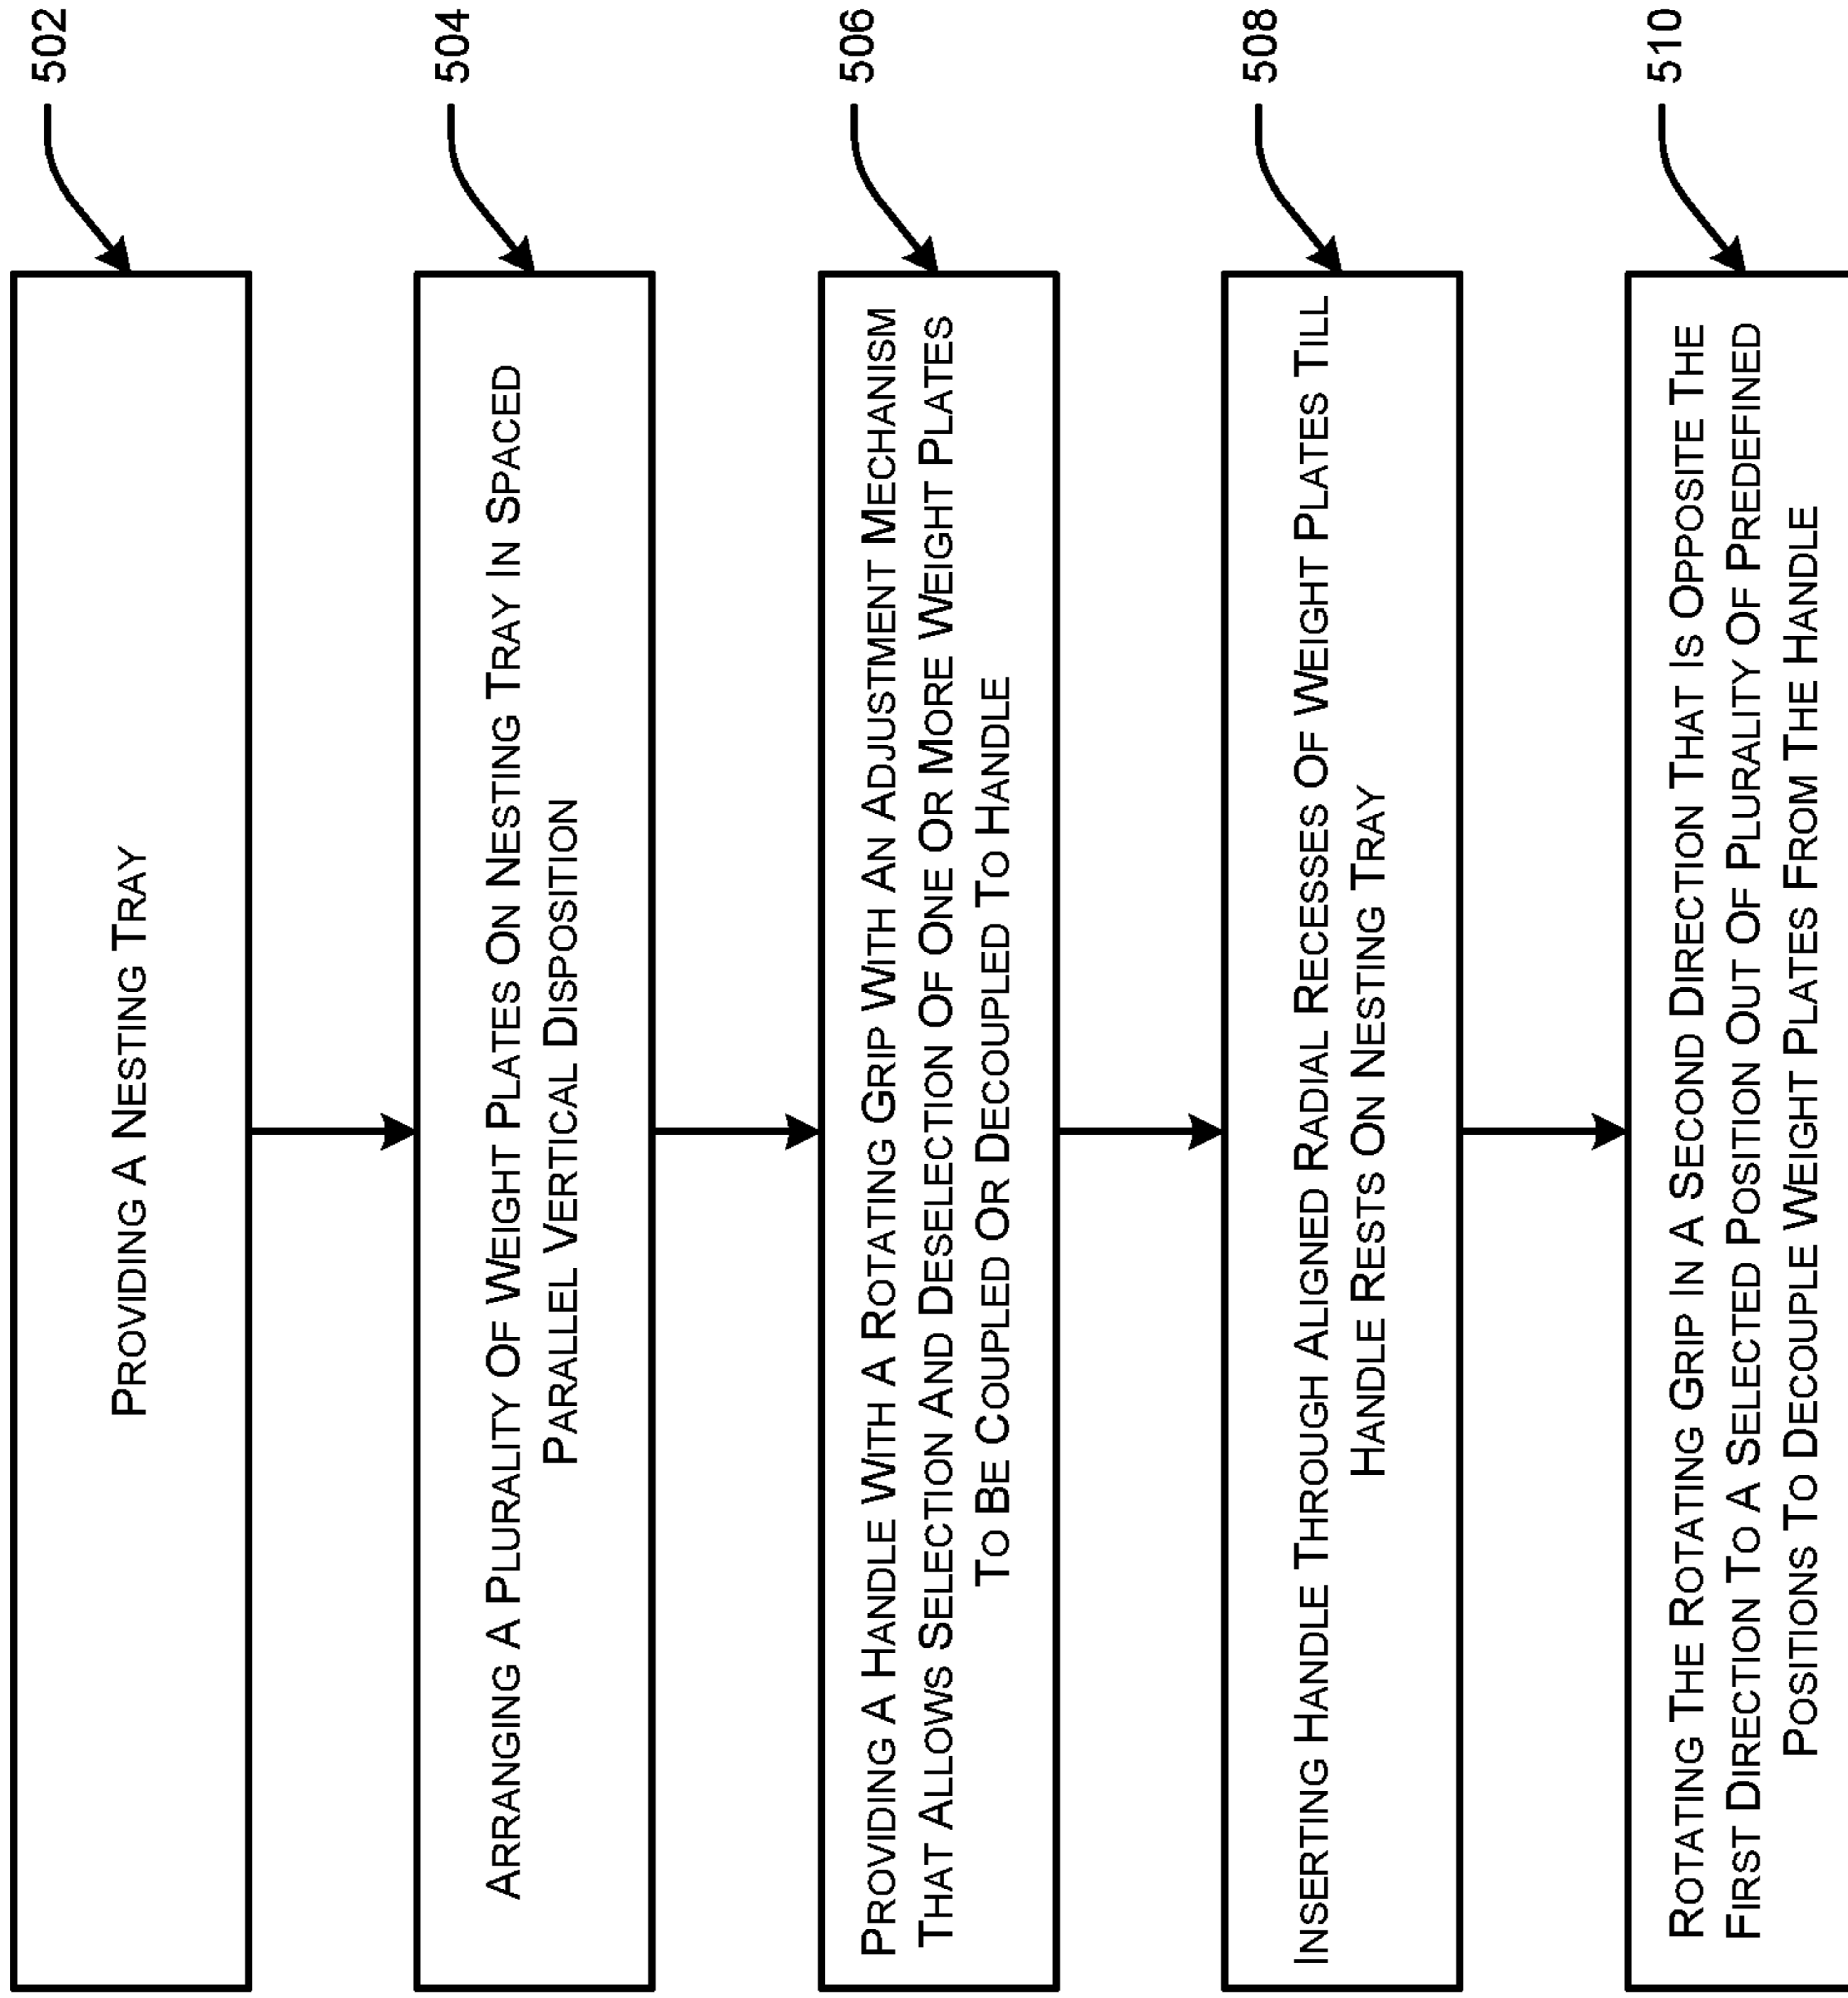 PROVIDING A NESTING TRAY
502
ARRANGING A PLURALITY OF WEIGHT PLATES ON NESTING TRAY IN SPACED
PARALLEL VERTICAL DISPOSITION
504
PROVIDING A HANDLE WITH A ROTATING GRIP WITH AN ADJUSTMENT MECHANISM
THAT ALLOWS SELECTION AND DESELECTION OF ONE OR MORE WEIGHT PLATES
TO BE COUPLED OR DECOUPLED TO HANDLE
506
INSERTING HANDLE THROUGH ALIGNED RADIAL RECESSES OF WEIGHT PLATES TILL
HANDLE RESTS ON NESTING TRAY
508
ROTATING THE ROTATING GRIP IN A SECOND DIRECTION THAT IS OPPOSITE THE
FIRST DIRECTION TO A SELECTED POSITION OUT OF PLURALITY OF PREDEFINED
POSITIONS TO DECOUPLE WEIGHT PLATES FROM THE HANDLE
510